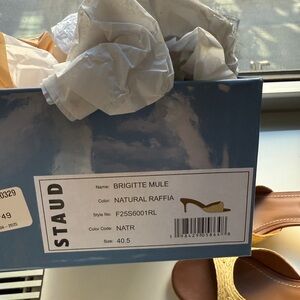 STAUD
Name: BRIGITTE MULE
Color: NATURAL RAFFIA
Style No: F25S6001RL
Color Code: NATR
Size: 40.5
0329
49